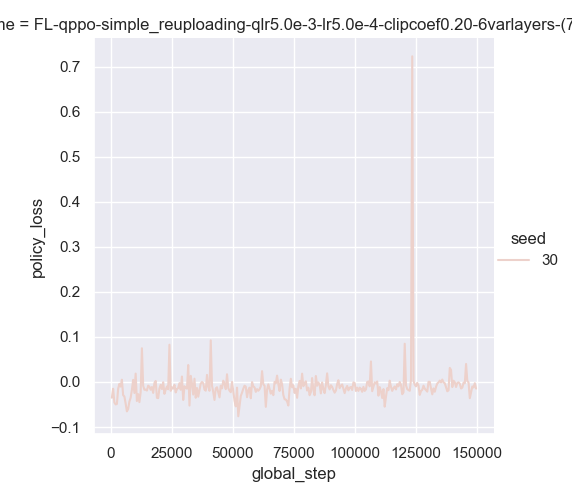 me = FL-qppo-simple_reuploading-qlr5.0e-3-lr5.0e-4-clipcoef0.20-6varlayers-(7
0.7
0.6
0.5
0.4
0.3
0.2
0.1
0.0
−0.1
policy_loss
0 25000 50000 75000 100000 125000 150000
global_step
seed
30